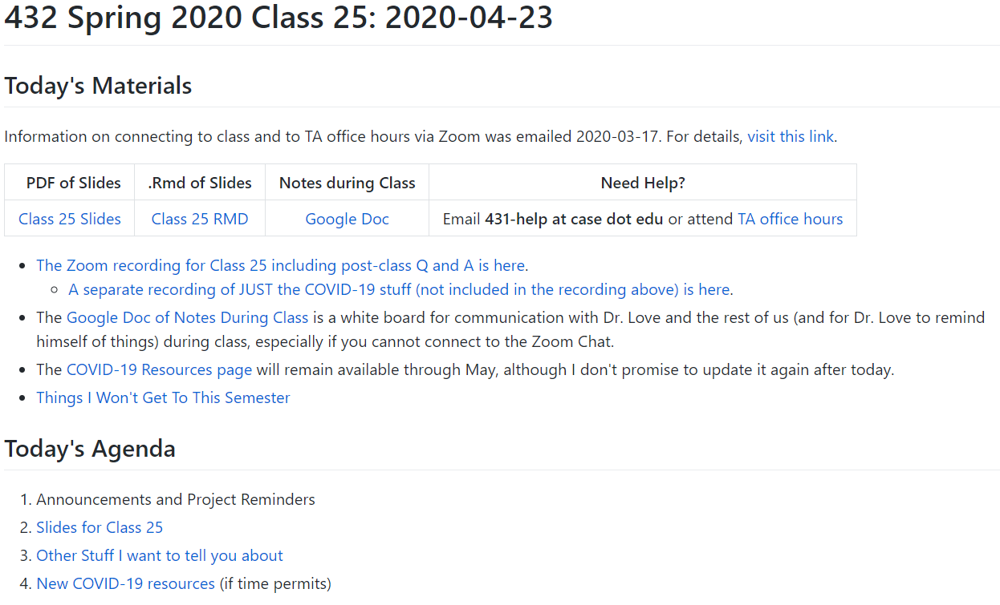 432 Spring 2020 Class 25: 2020-04-23
Today's Materials
Information on connecting to class and to TA office hours via Zoom was emailed 2020-03-17. For details, visit this link.
PDF of Slides .Rmd of Slides Notes during Class Need Help?
Class 25 Slides Class 25 RMD Google Doc Email 431-help at case dot edu or attend TA office hours
• The Zoom recording for Class 25 including post-class Q and A is here.
◦ A separate recording of JUST the COVID-19 stuff (not included in the recording above) is here.
• The Google Doc of Notes During Class is a white board for communication with Dr. Love and the rest of us (and for Dr. Love to remind
himself of things) during class, especially if you cannot connect to the Zoom Chat.
• The COVID-19 Resources page will remain available through May, although I don't promise to update it again after today.
• Things I Won't Get To This Semester
Today's Agenda
1. Announcements and Project Reminders
2. Slides for Class 25
3. Other Stuff I want to tell you about
4. New COVID-19 resources (if time permits)